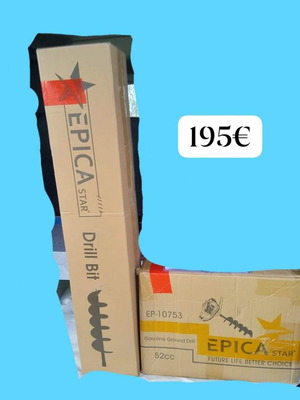 195€
EPICA
STAR
Drill Bit
EP-10753
Gasoline Ground Drill
EPICA
STAR
52cc
FUTURE LIFE.BETTER CHOICE